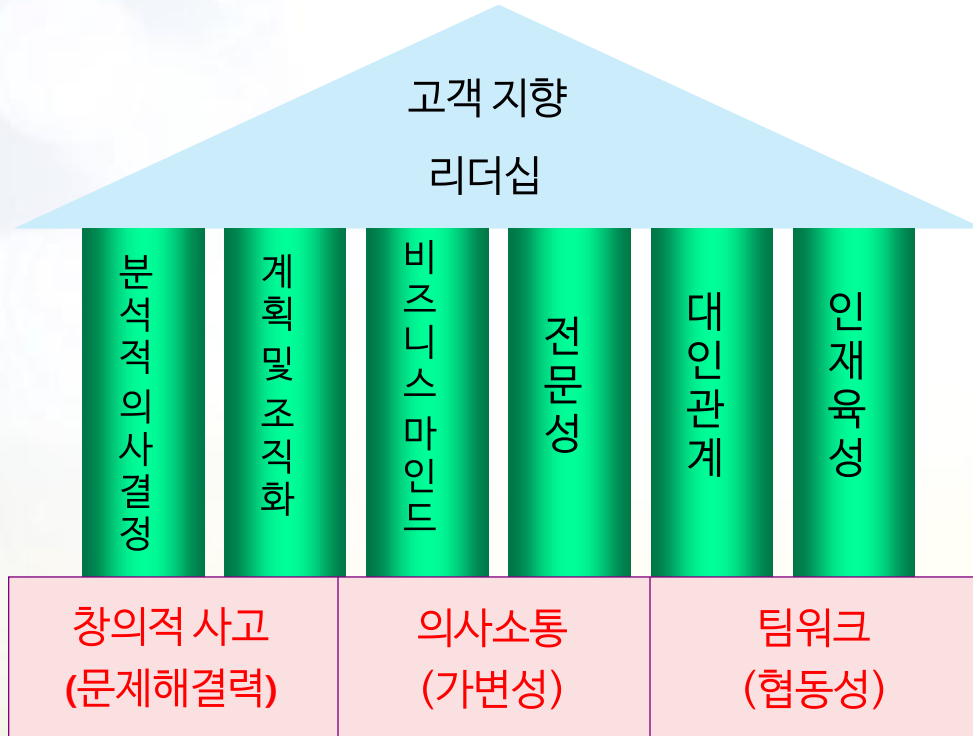 고객 지향
리더십
분석적 의사결정
계획 및 조직화
비즈니스 마인드
전문성
대인관계
인재육성
창의적 사고
(문제해결력)
의사소통
(가변성)
팀워크
(협동성)